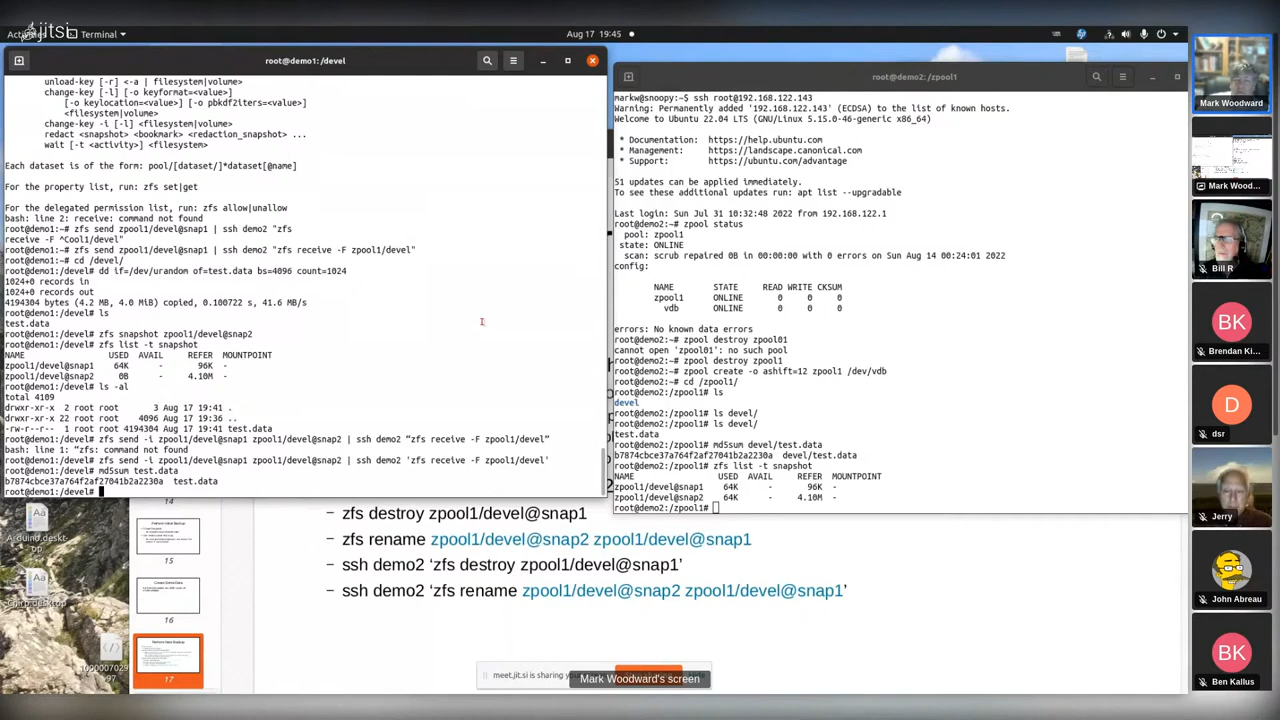 Activities
jitsi
Terminal
Aug 17 19:45
root@demo1: /devel
unload-key [-r] <-a | filesystem|volume>
change-key [-l] [-o keyformat=<value>]
[-o keylocation=<value>] [-o pbkdf2iters=<value>]
<filesystem|volume>
change-key -i [-l] <filesystem|volume>
redact <snapshot> <bookmark> <redaction_snapshot> ...
wait [-t <activity>] <filesystem>
Each dataset is of the form: pool/[dataset/]*dataset[@name]
For the property list, run: zfs set|get
For the delegated permission list, run: zfs allow|unallow
bash: line 2: receive: command not found
root@demo1:~# zfs send zpool1/devel@snap1 | ssh demo2 "zfs
receive -F ^Cool1/devel"
root@demo1:~# zfs send zpool1/devel@snap1 | ssh demo2 "zfs receive -F zpool1/devel"
root@demo1:~# cd /devel/
root@demo1:/devel# dd if=/dev/urandom of=test.data bs=4096 count=1024
1024+0 records in
1024+0 records out
4194304 bytes (4.2 MB, 4.0 MiB) copied, 0.100722 s, 41.6 MB/s
root@demo1:/devel# ls
test.data
root@demo1:/devel# zfs snapshot zpool1/devel@snap2
root@demo1:/devel# zfs list -t snapshot
NAME USED AVAIL REFER MOUNTPOINT
zpool1/devel@snap1 64K - 96K -
zpool1/devel@snap2 0B - 4.10M -
root@demo1:/devel# ls -al
total 4109
drwxr-xr-x 2 root root 3 Aug 17 19:41 .
drwxr-xr-x 22 root root 4096 Aug 17 19:36 ..
-rw-r--r-- 1 root root 4194304 Aug 17 19:41 test.data
root@demo1:/devel# zfs send -i zpool1/devel@snap1 zpool1/devel@snap2 | ssh demo2 “zfs receive -F zpool1/devel”
bash: line 1: “zfs: command not found
root@demo1:/devel# zfs send -i zpool1/devel@snap1 zpool1/devel@snap2 | ssh demo2 'zfs receive -F zpool1/devel'
root@demo1:/devel# md5sum test.data
b7874cbce37a764f2042041b2a2230a test.data
root@demo1:/devel#
root@demo2: /zpool1
markw@snoopy:~$ ssh root@192.168.122.143
Warning: Permanently added '192.168.122.143' (ECDSA) to the list of known hosts.
Welcome to Ubuntu 22.04 LTS (GNU/Linux 5.15.0-46-generic x86_64)
* Documentation: https://help.ubuntu.com
* Management: https://landscape.canonical.com
* Support: https://ubuntu.com/advantage
51 updates can be applied immediately.
To see these additional updates run: apt list --upgradable
Last login: Sun Jul 31 10:32:48 2022 from 192.168.122.1
root@demo2:~# zpool status
pool: zpool1
state: ONLINE
scan: scrub repaired 0B in 00:00:00 with 0 errors on Sun Aug 14 00:24:01 2022
config:
NAME STATE READ WRITE CKSUM
zpool1 ONLINE 0 0 0
vdb ONLINE 0 0 0
errors: No known data errors
root@demo2:~# zpool destroy zpool01
cannot open 'zpool01': no such pool
root@demo2:~# zpool destroy zpool1
root@demo2:~# zpool create -o ashift=12 zpool1 /dev/vdb
root@demo2:~# cd /zpool1/
root@demo2:/zpool1# ls
devel
root@demo2:/zpool1# ls devel/
root@demo2:/zpool1# ls devel/
test.data
root@demo2:/zpool1# md5sum devel/test.data
b7874cbce37a764f2042041b2a2230a devel/test.data
root@demo2:/zpool1# zfs list -t snapshot
NAME USED AVAIL REFER MOUNTPOINT
zpool1/devel@snap1 64K - 96K -
zpool1/devel@snap2 64K - 4.10M -
root@demo2:/zpool1#
– zfs destroy zpool1/devel@snap1
– zfs rename zpool1/devel@snap2 zpool1/devel@snap1
– ssh demo2 ‘zfs destroy zpool1/devel@snap1’
– ssh demo2 ‘zfs rename zpool1/devel@snap2 zpool1/devel@snap1’
14
15
16
17
Arduino.deskt
op
Chirp.desktop
1090007029
97
meet.jit.si is sharing
Mark Woodward's screen
Mark Woodward
Mark Wood...
Bill R
BK
Brendan Ki...
D
dsr
Jerry
John Abreau
BK
Ben Kallus